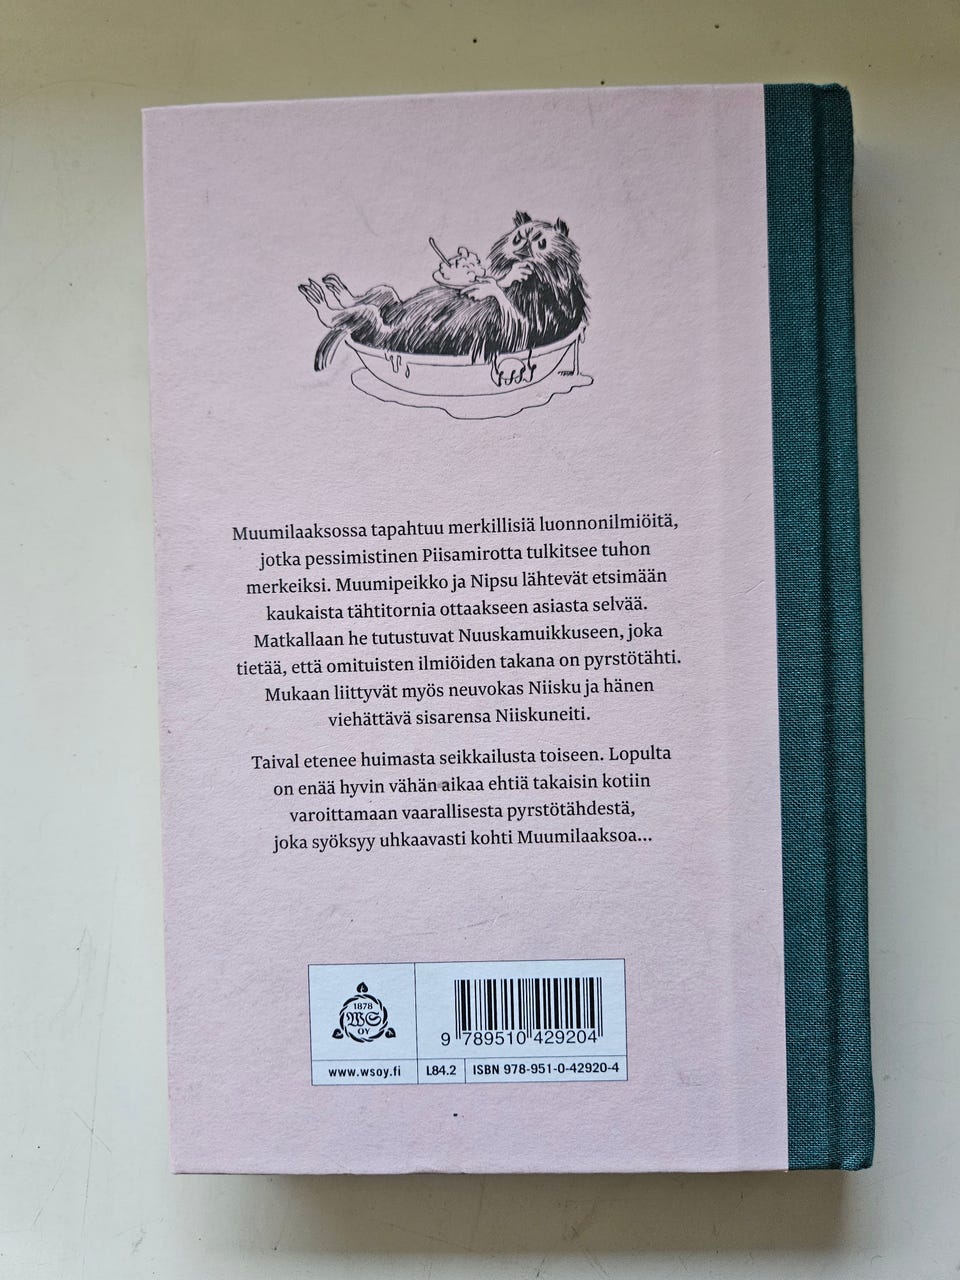 Muumilaaksossa tapahtuu merkillisiä luonnonilmiöitä,
jotka pessimistinen Piisamirotta tulkitsee tuhon
merkeiksi. Muumipeikko ja Nipsu lähtevät etsimään
kaukaista tähtitornia ottaakseen asiasta selvää.
Matkallaan he tutustuvat Nuuskamuikkuseen, joka
tietää, että omituisten ilmiöiden takana on pyrstötähti.
Mukaan liittyvät myös neuvokas Niisku ja hänen
viehättävä sisarensa Niiskuneiti.
Taival etenee huimasta seikkailusta toiseen. Lopulta
on enää hyvin vähän aikaa ehtiä takaisin kotiin
varoittamaan vaarallisesta pyrstötähdestä,
joka syöksyy uhkaavasti kohti Muumilaaksoa...
1878
WS
OY
9 789510 429204
www.wsoy.fi
L84.2
ISBN 978-951-0-42920-4